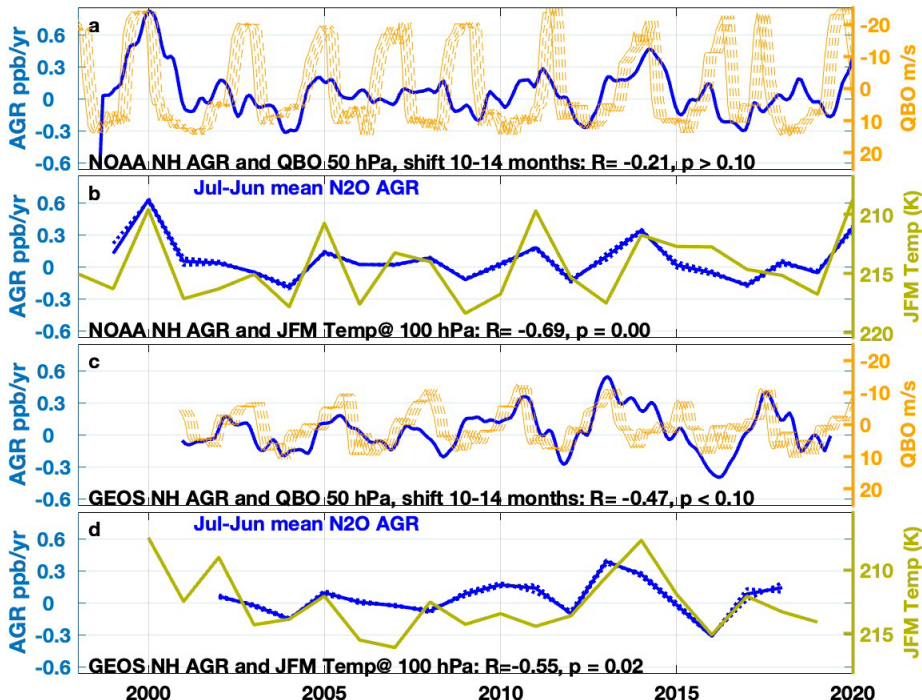 a
AGR ppb/yr
0.6
0.3
0
-0.3
-0.6
-20
-10
0
10
20
QBO m/s
NOAA NH AGR and QBO 50 hPa, shift 10-14 months: R= -0.21, p > 0.10
b
Jul-Jun mean N2O AGR
AGR ppb/yr
0.6
0.3
0
-0.3
-0.6
210
215
220
JFM Temp (K)
NOAA NH AGR and JFM Temp@ 100 hPa: R= -0.69, p = 0.00
c
AGR ppb/yr
0.6
0.3
0
-0.3
-0.6
-20
-10
0
10
20
QBO m/s
GEOS NH AGR and QBO 50 hPa, shift 10-14 months: R= -0.47, p < 0.10
d
Jul-Jun mean N2O AGR
AGR ppb/yr
0.6
0.3
0
-0.3
-0.6
210
215
JFM Temp (K)
GEOS NH AGR and JFM Temp@ 100 hPa: R=-0.55, p = 0.02
2000
2005
2010
2015
2020